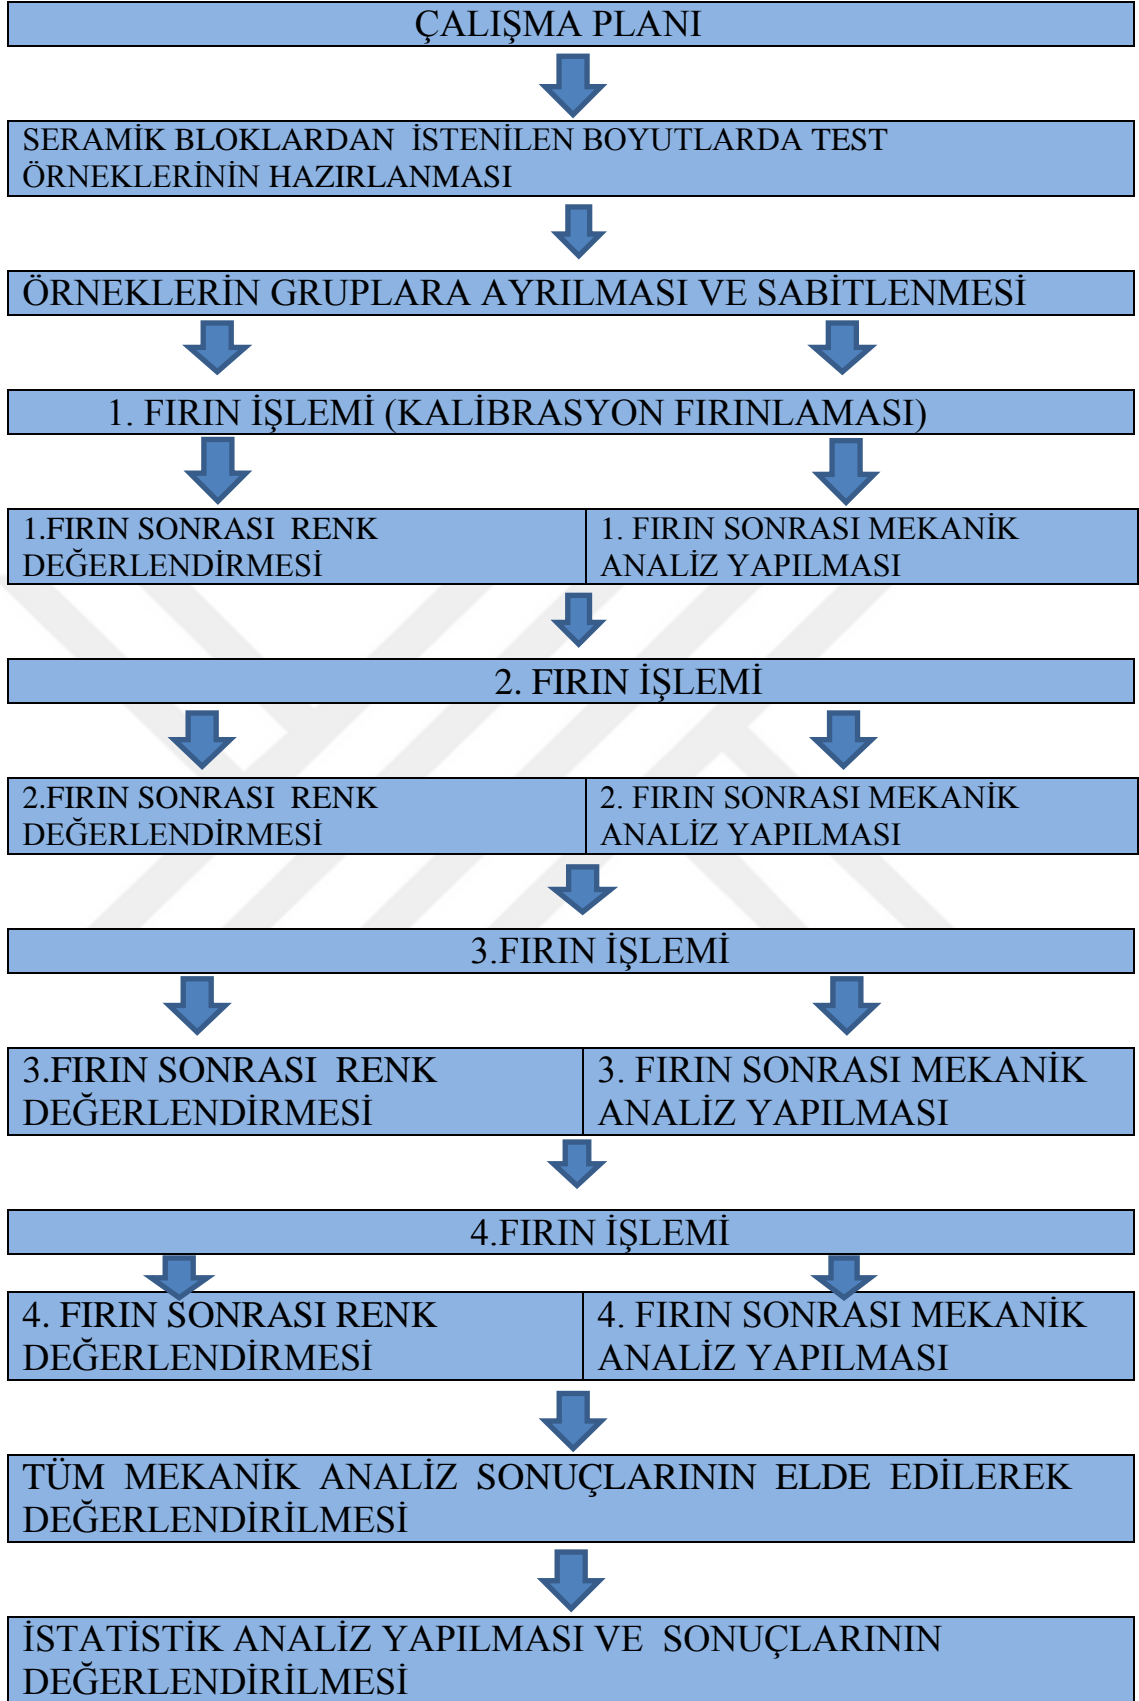 ÇALIŞMA PLANI
SERAMİK BLOKLARDAN İSTENİLEN BOYUTLARDA TEST
ÖRNEKLERİNİN HAZIRLANMASI
ÖRNEKLERİN GRUPLARA AYRILMASI VE SABİTLENMESİ
1. FIRIN İŞLEMİ (KALİBRASYON FIRINLAMASI)
1.FIRIN SONRASI RENK
DEĞERLENDİRMESİ
1. FIRIN SONRASI MEKANİK
ANALİZ YAPILMASI
2. FIRIN İŞLEMİ
2.FIRIN SONRASI RENK
DEĞERLENDİRMESİ
2. FIRIN SONRASI MEKANİK
ANALİZ YAPILMASI
3.FIRIN İŞLEMİ
3.FIRIN SONRASI RENK
DEĞERLENDİRMESİ
3. FIRIN SONRASI MEKANİK
ANALİZ YAPILMASI
4.FIRIN İŞLEMİ
4. FIRIN SONRASI RENK
DEĞERLENDİRMESİ
4. FIRIN SONRASI MEKANİK
ANALİZ YAPILMASI
TÜM MEKANİK ANALİZ SONUÇLARININ ELDE EDİLEREK
DEĞERLENDİRİLMESİ
İSTATİSTİK ANALİZ YAPILMASI VE SONUÇLARININ
DEĞERLENDİRİLMESİ